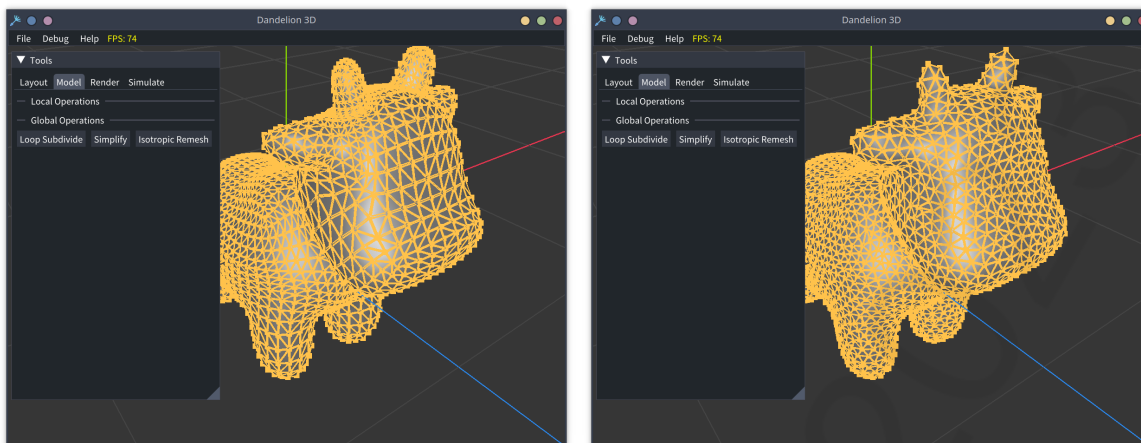 Dandelion 3D
File Debug Help FPS: 74
▼ Tools
Layout Model Render Simulate
Local Operations
Global Operations
Loop Subdivide Simplify Isotropic Remesh
Dandelion 3D
File Debug Help FPS: 74
▼ Tools
Layout Model Render Simulate
Local Operations
Global Operations
Loop Subdivide Simplify Isotropic Remesh